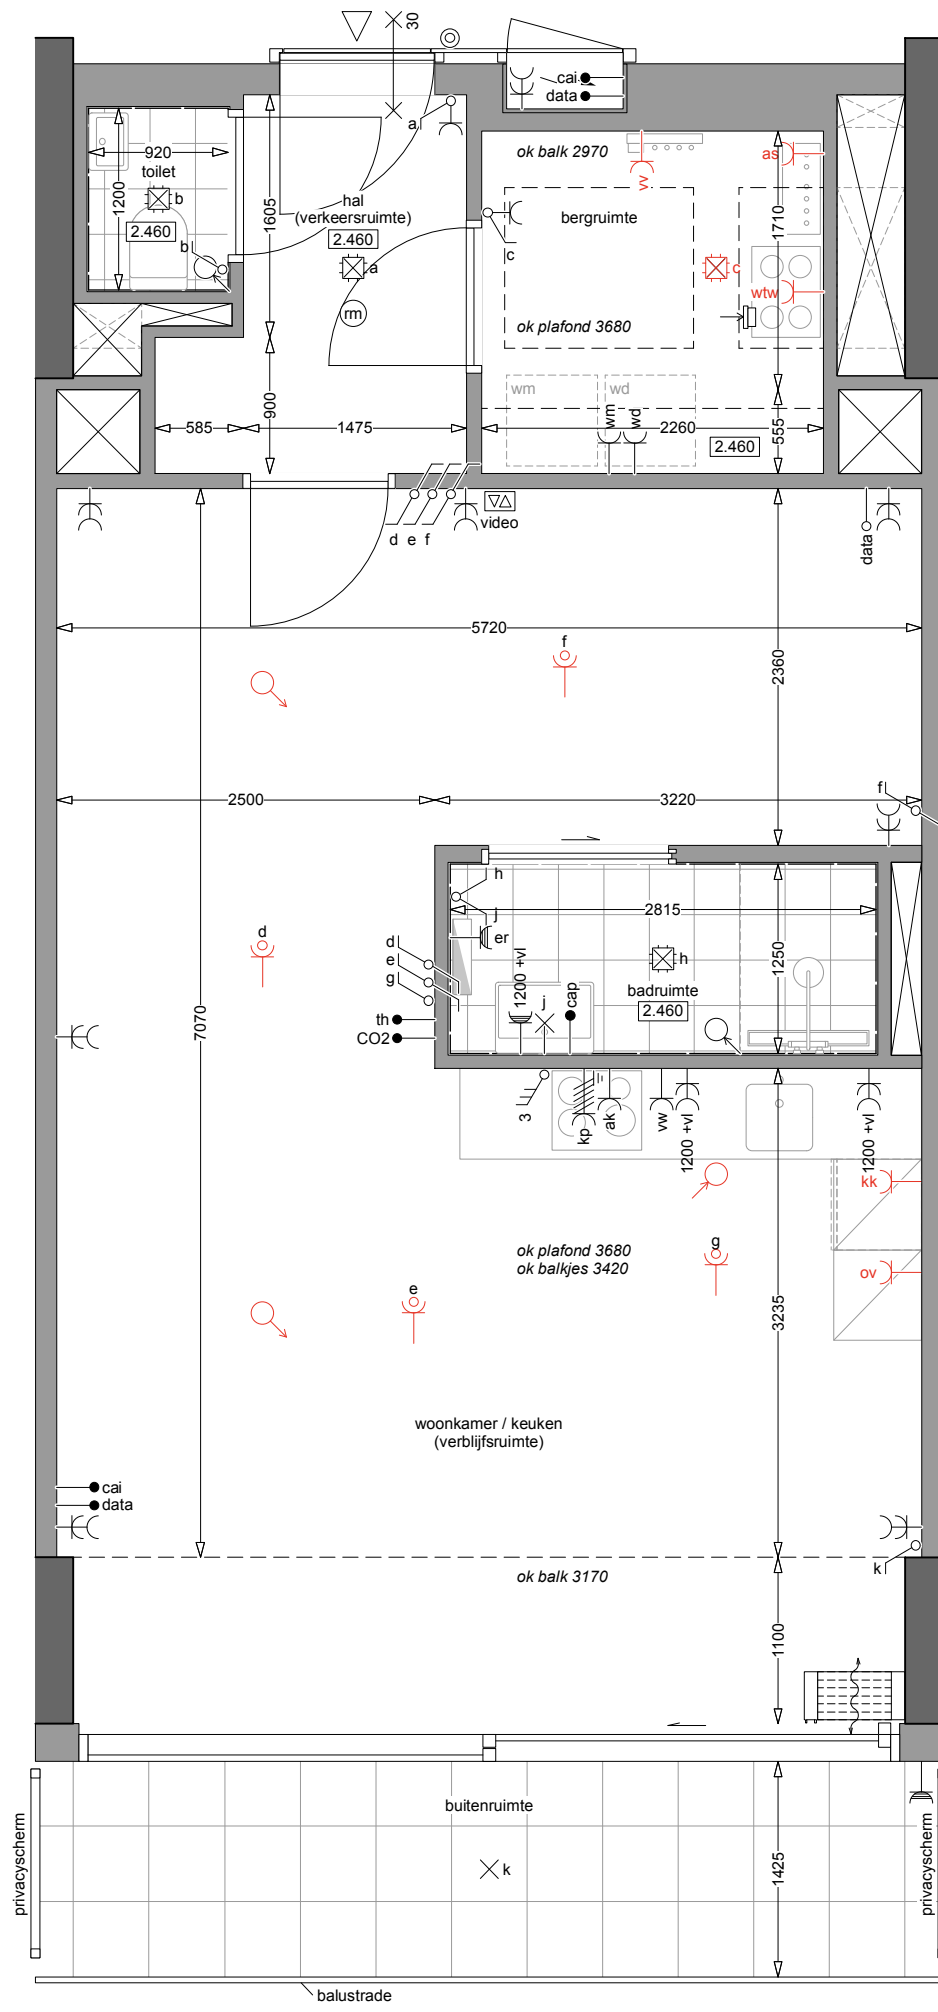 30
cai
data
a
ok balk 2970
as
920
toilet
1200
b
2.460
b
1605
hal
(verkeersruimte)
2.460
a
rm
vv
bergruimte
c
c
wtw
1710
ok plafond 3680
wm
wd
wm
wd
900
585
1475
2260
2.460
555
d e f
video
data
5720
f
2360
2500
3220
f
h
j
er
2815
d
d
e
g
1200 +vl
j
cap
h
badruimte
2.460
1250
th
CO2
7070
3
kp
ak
vw
1200 +vl
1200 +vl
kk
ok plafond 3680
ok balkjes 3420
g
ov
e
3235
woonkamer / keuken
(verblijfsruimte)
cai
data
k
ok balk 3170
1100
buitenruimte
privacyscherm
k
1425
privacyscherm
balustrade